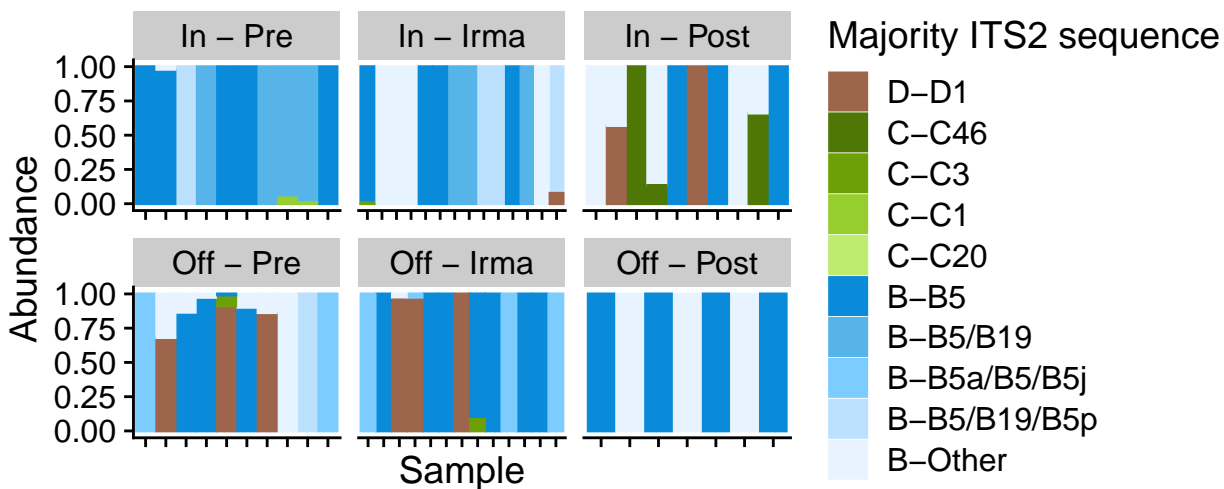 In − Pre
In − Irma
In − Post
1.00
0.75
0.50
0.25
0.00
Off − Pre
Off − Irma
Off − Post
1.00
0.75
0.50
0.25
0.00
Abundance
Sample
Majority ITS2 sequence
D−D1
C−C46
C−C3
C−C1
C−C20
B−B5
B−B5/B19
B−B5a/B5/B5j
B−B5/B19/B5p
B−Other